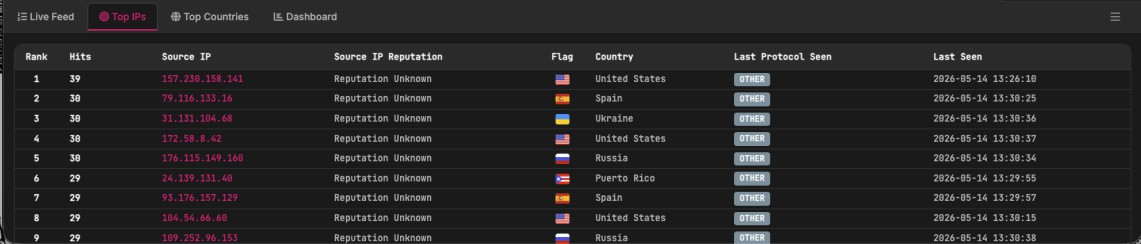 Live Feed Top IPs Top Countries Dashboard
Rank Hits Source IP Source IP Reputation Flag Country Last Protocol Seen Last Seen
1 39 157.230.158.141 Reputation Unknown United States OTHER 2026-05-14 13:26:10
2 30 79.116.133.16 Reputation Unknown Spain OTHER 2026-05-14 13:30:25
3 30 31.131.104.68 Reputation Unknown Ukraine OTHER 2026-05-14 13:30:36
4 30 172.58.8.42 Reputation Unknown United States OTHER 2026-05-14 13:30:37
5 30 176.115.149.160 Reputation Unknown Russia OTHER 2026-05-14 13:30:34
6 29 24.139.131.40 Reputation Unknown Puerto Rico OTHER 2026-05-14 13:29:55
7 29 93.176.157.129 Reputation Unknown Spain OTHER 2026-05-14 13:29:57
8 29 104.54.66.60 Reputation Unknown United States OTHER 2026-05-14 13:30:15
9 29 109.252.96.153 Reputation Unknown Russia OTHER 2026-05-14 13:30:38